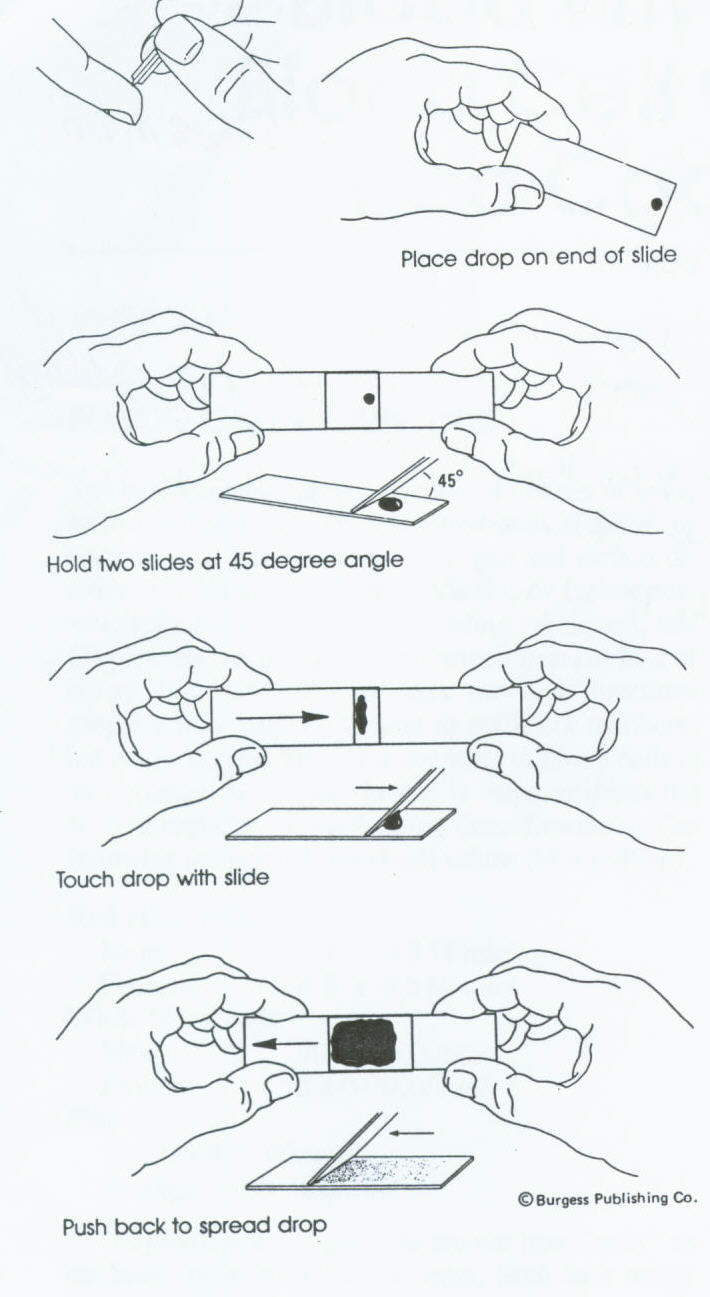 Place drop on end of slide
45°
Hold two slides at 45 degree angle
Touch drop with slide
©Burgess Publishing Co.
Push back to spread drop